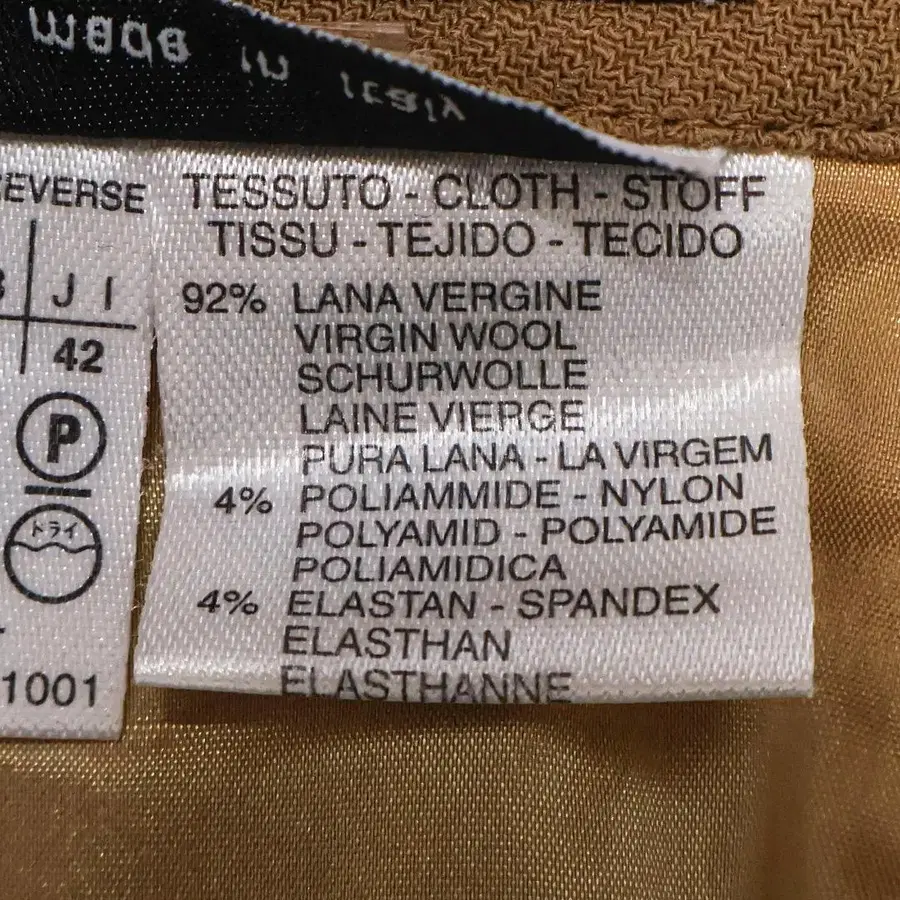 made in italy
REVERSE
J I
42
P
ドライ
1001
TESSUTO - CLOTH - STOFF
TISSU - TEJIDO - TECIDO
92% LANA VERGINE
VIRGIN WOOL
SCHURWOLLE
LAINE VIERGE
PURA LANA - LA VIRGEM
4% POLIAMMIDE - NYLON
POLYAMID - POLYAMIDE
POLIAMIDICA
4% ELASTAN - SPANDEX
ELASTHAN
ELASTHANNE